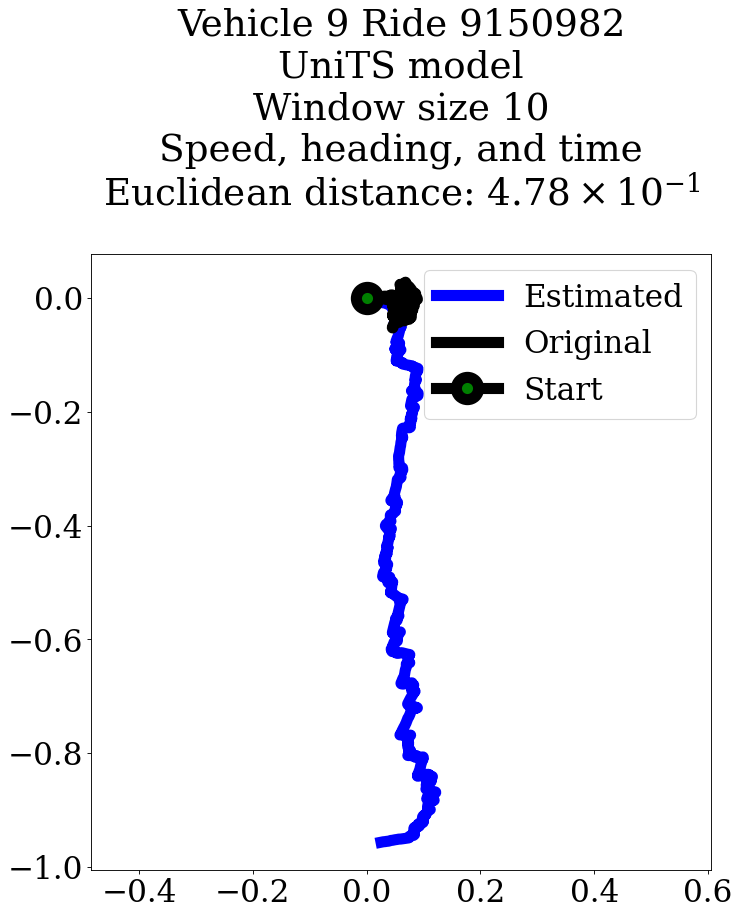 Vehicle 9 Ride 9150982
UniTS model
Window size 10
Speed, heading, and time
Euclidean distance: 4.78 × 10⁻¹
Estimated
Original
Start
0.0
−0.2
−0.4
−0.6
−0.8
−1.0
−0.4 −0.2 0.0 0.2 0.4 0.6